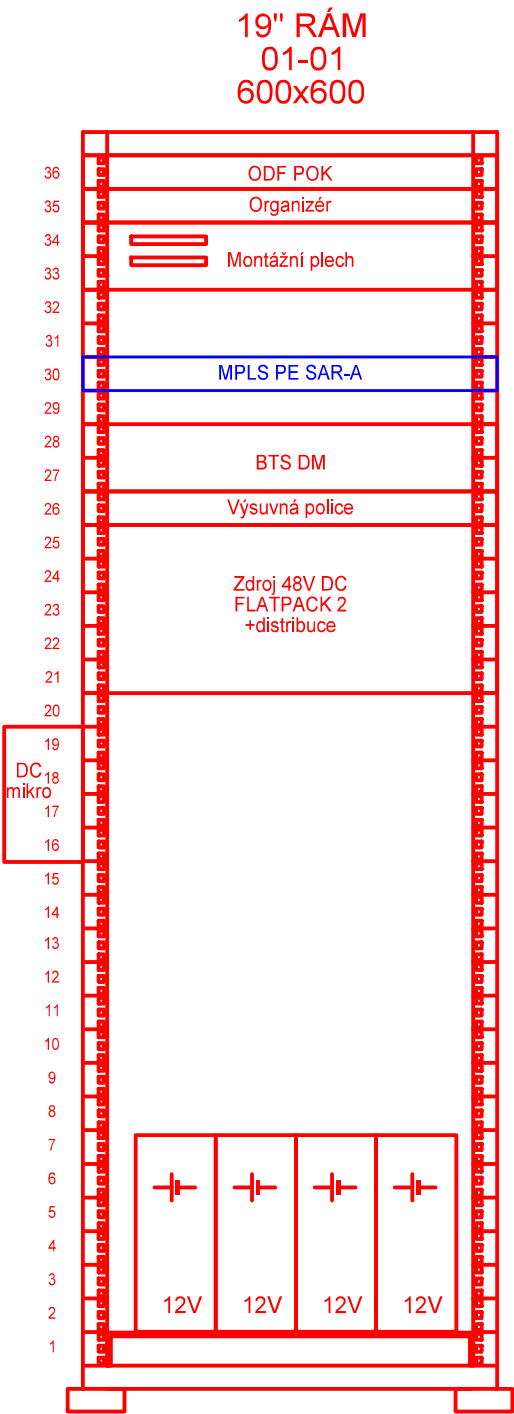 19" RÁM
01-01
600x600
36
ODF POK
35
Organizér
34
33
Montážní plech
32
31
30
MPLS PE SAR-A
29
28
27
BTS DM
26
Výsuvná police
25
24
23
22
21
Zdroj 48V DC
FLATPACK 2
+distribuce
20
19
18
17
16
DC
mikro
15
14
13
12
11
10
9
8
7
6
5
4
3
2
1
12V
12V
12V
12V